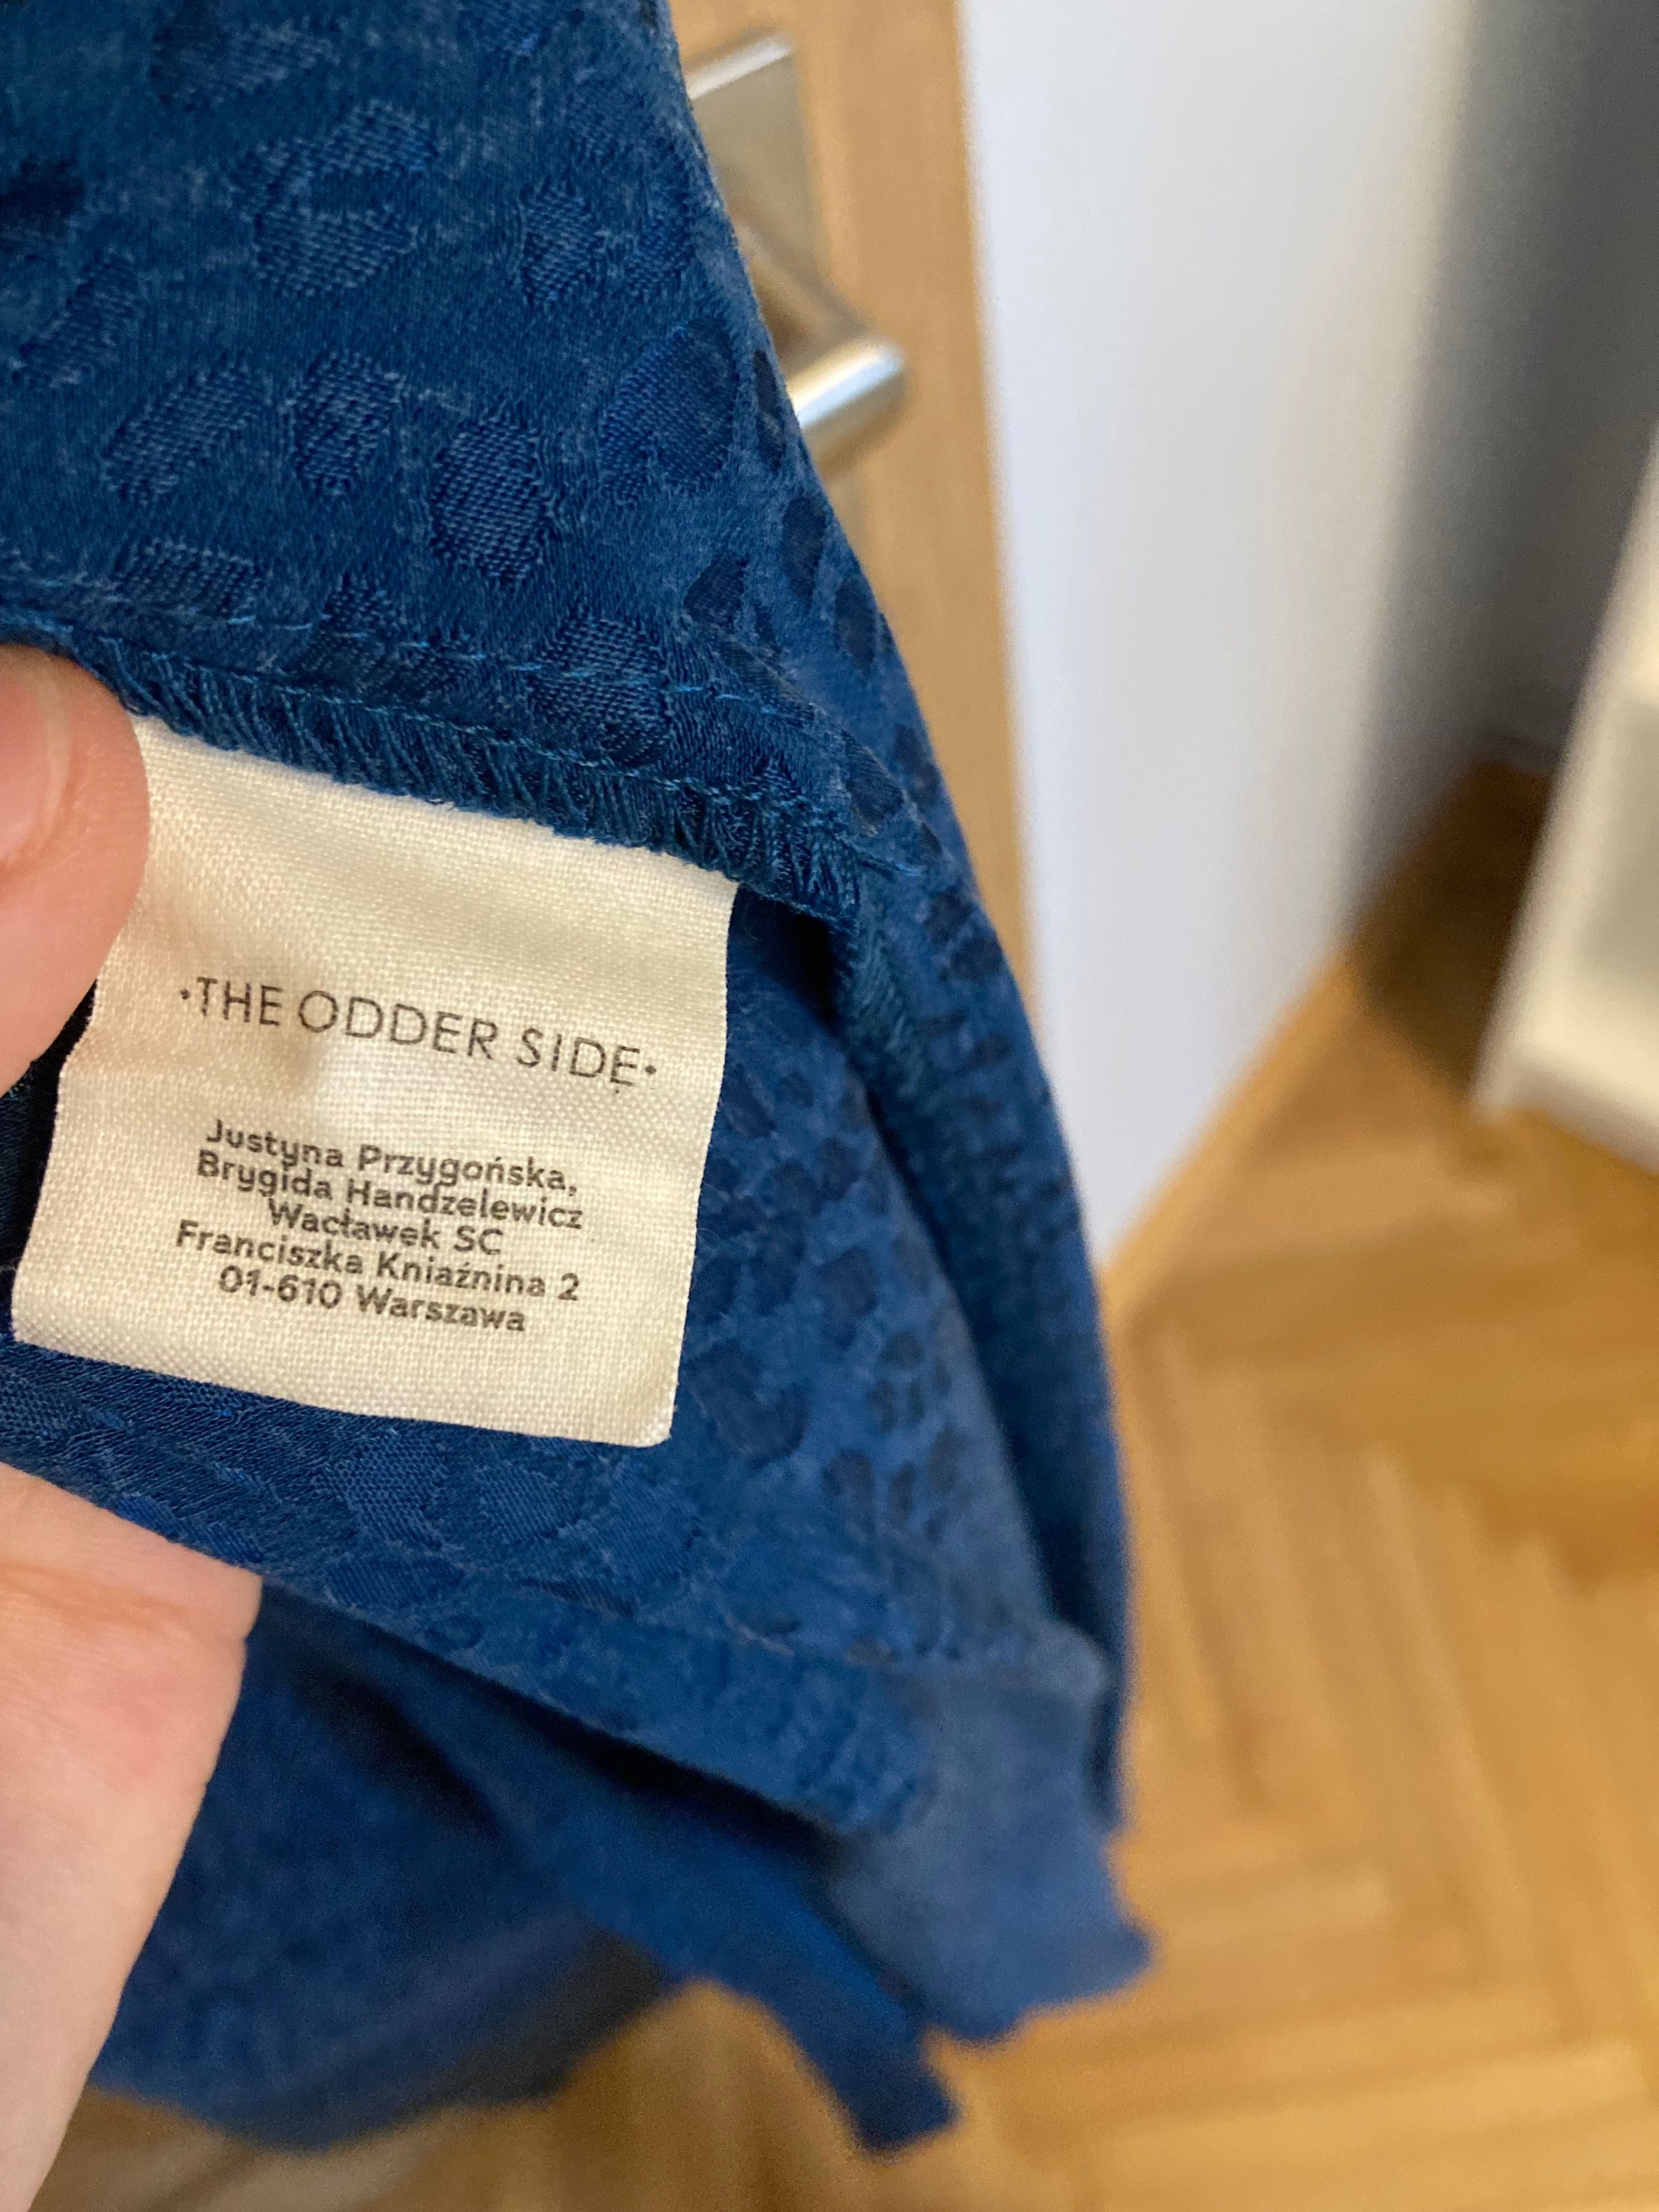 ·THE ODDER SIDE·
Justyna Przygońska,
Brygida Handzelewicz
Wacławek SC
Franciszka Kniaźnina 2
01-610 Warszawa